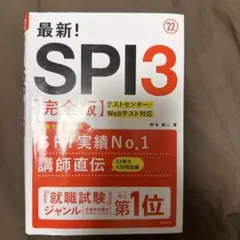 '22
最新!
SPI3
【完全版】
テストセンター/
Webテスト対応
SPI実績No.1
講師直伝
『就職試験』
ジャンル
第1位